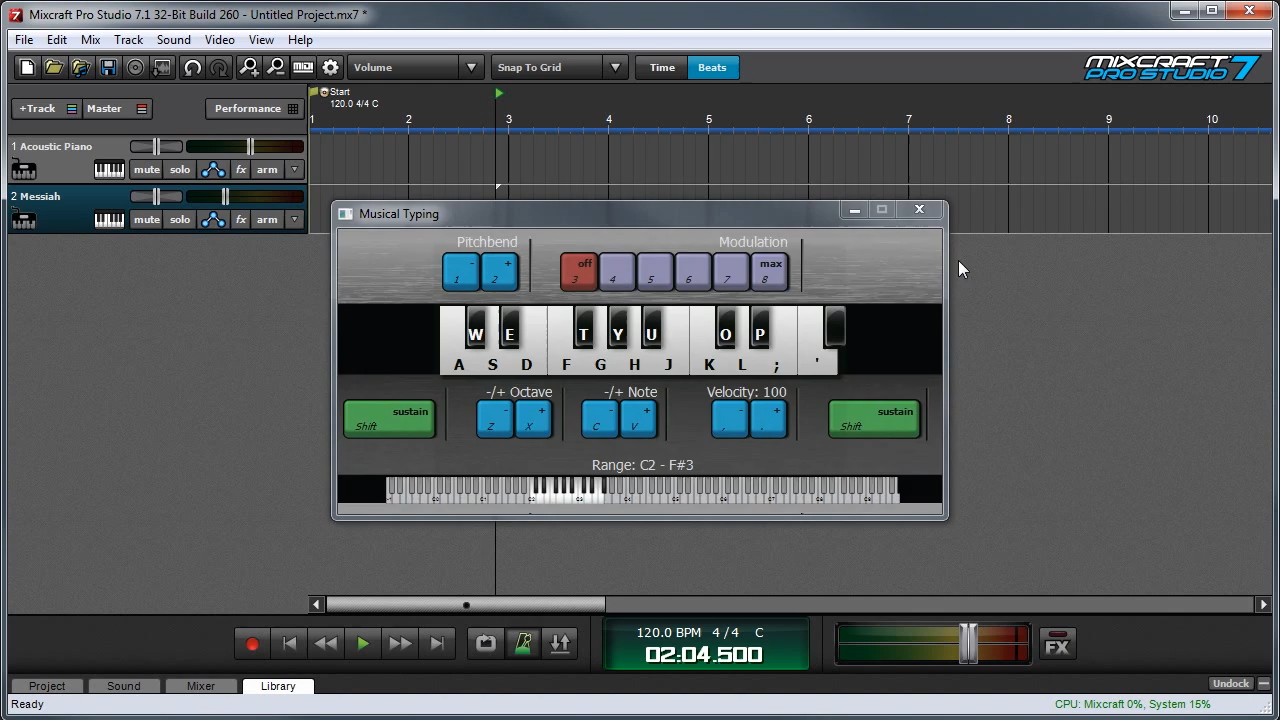 Mixcraft Pro Studio 7.1 32-Bit Build 260 - Untitled Project.mx7 *
File Edit Mix Track Sound Video View Help
Volume Snap To Grid Time Beats MIXCRAFT PRO STUDIO 7
Start
120.0 4/4 C
+Track Master Performance
1 2 3 4 5 6 7 8 9 10
1 Acoustic Piano
mute solo fx arm
2 Messiah
mute solo fx arm
Musical Typing
Pitchbend Modulation
- + off max
1 2 3 4 5 6 7 8
W E T Y U O P
A S D F G H J K L ; '
-/+ Octave -/+ Note Velocity: 100
sustain - + - + - + sustain
Shift Z X C V , . Shift
Range: C2 - F#3
120.0 BPM 4 / 4 C
02:04.500
FX
Project Sound Mixer Library Undock
Ready CPU: Mixcraft 0%, System 15%